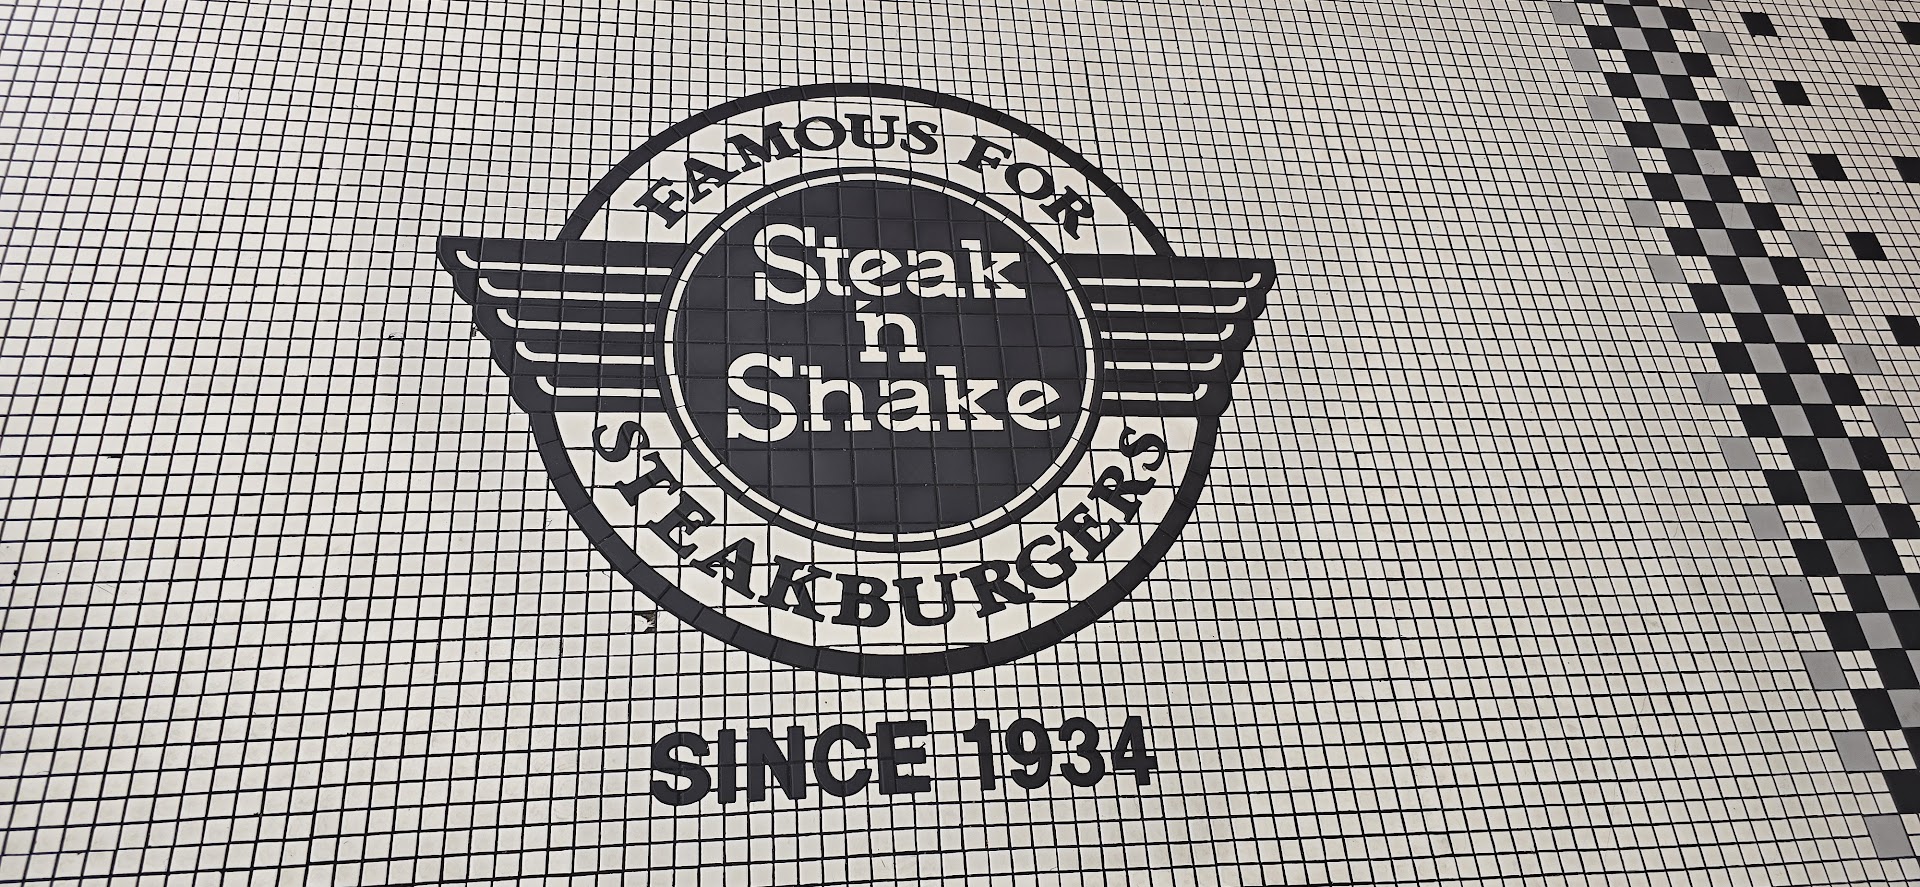 FAMOUS FOR
Steak
'n
Shake
STEAKBURGERS
SINCE 1934